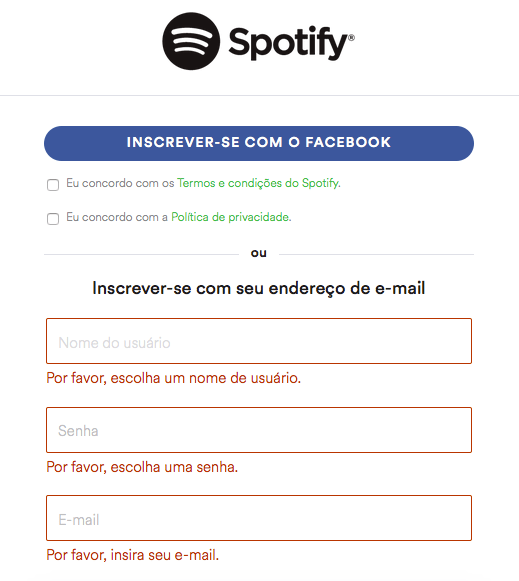 Spotify®
INSCREVER-SE COM O FACEBOOK
Eu concordo com os Termos e condições do Spotify.
Eu concordo com a Política de privacidade.
ou
Inscrever-se com seu endereço de e-mail
Nome do usuário
Por favor, escolha um nome de usuário.
Senha
Por favor, escolha uma senha.
E-mail
Por favor, insira seu e-mail.